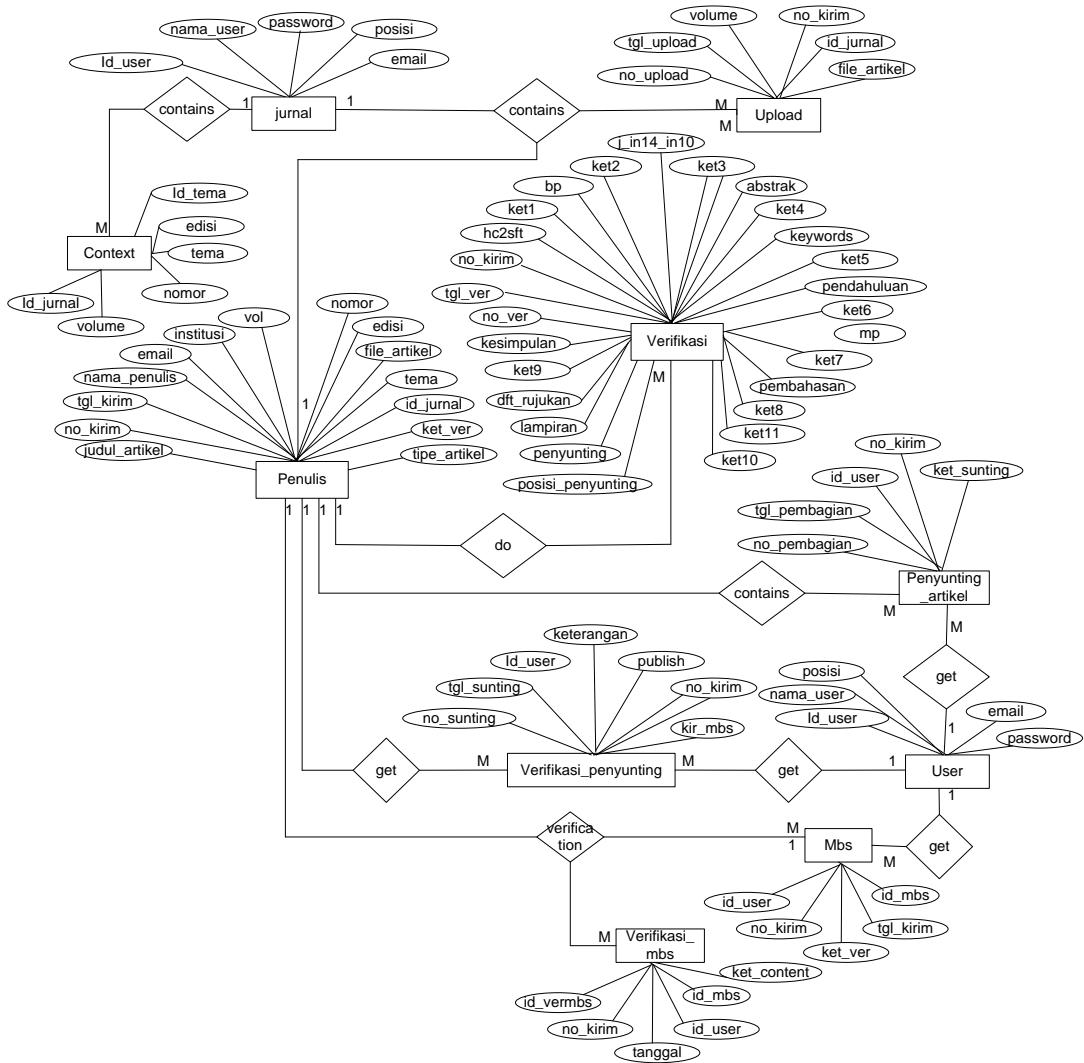 volume
no_kirim
password
nama_user
posisi
tgl_upload
id_jurnal
Id_user
email
no_upload
file_artikel
contains
1
jurnal
1
contains
M
Upload
M
j_in14_in10
ket2
ket3
bp
abstrak
ket1
ket4
Id_tema
hc2sft
keywords
edisi
M
Context
tema
no_kirim
ket5
nomor
tgl_ver
pendahuluan
Id_jurnal
volume
nomor
vol
no_ver
ket6
institusi
edisi
kesimpulan
Verifikasi
mp
email
file_artikel
ket9
M
ket7
nama_penulis
tema
dft_rujukan
pembahasan
tgl_kirim
1
id_jurnal
lampiran
ket8
no_kirim
ket_ver
ket11
judul_artikel
tipe_artikel
penyunting
ket10
no_kirim
Penulis
posisi_penyunting
ket_sunting
id_user
1
1
1
1
tgl_pembagian
do
no_pembagian
contains
Penyunting
_artikel
M
M
keterangan
Id_user
publish
posisi
get
tgl_sunting
no_kirim
nama_user
email
no_sunting
kir_mbs
Id_user
1
password
get
M
Verifikasi_penyunting
M
get
1
User
1
verifica
tion
M
1
Mbs
M
get
id_user
id_mbs
no_kirim
tgl_kirim
M
Verifikasi_
mbs
ket_ver
ket_content
id_vermbs
id_mbs
no_kirim
id_user
tanggal